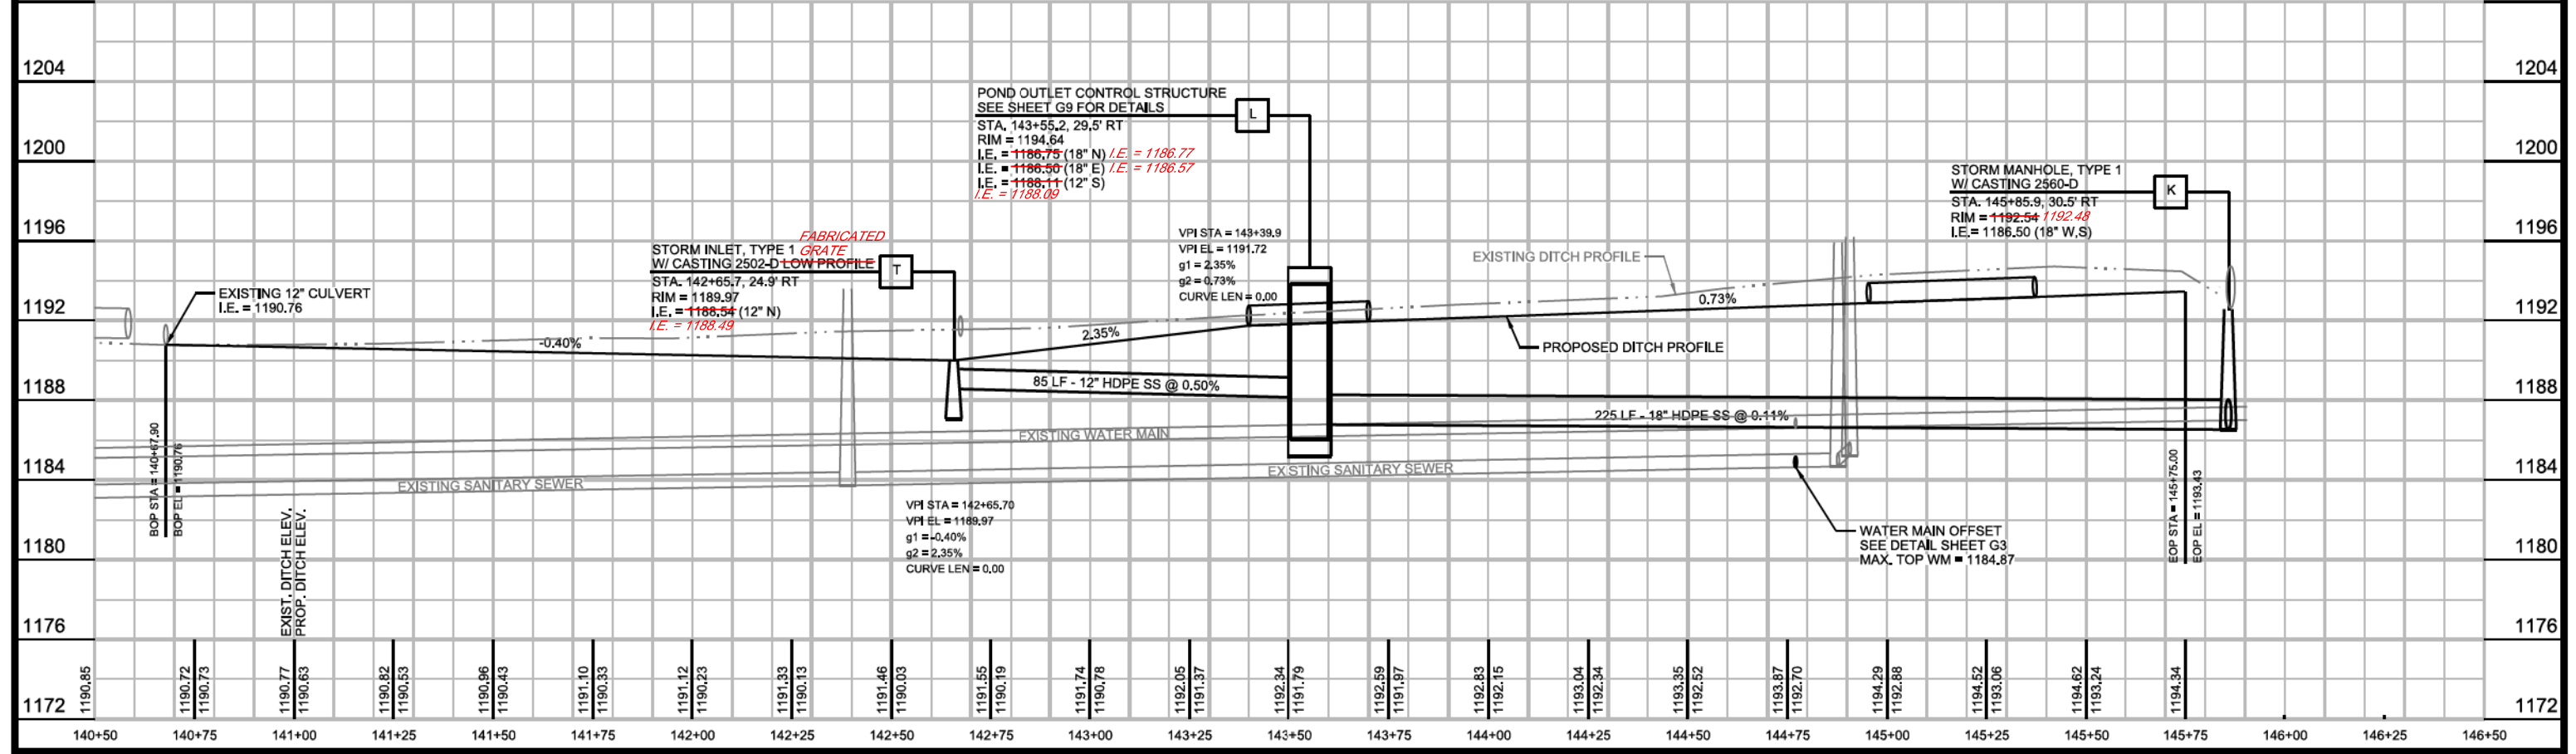 1204
1200
1196
1192
1188
1184
1180
1176
1172
1204
1200
1196
1192
1188
1184
1180
1176
1172
POND OUTLET CONTROL STRUCTURE
SEE SHEET G9 FOR DETAILS
L
STA. 143+55.2, 29.5' RT
RIM = 1194.64
I.E. = 1186.75 (18" N) I.E. = 1186.77
I.E. = 1186.50 (18" E) I.E. = 1186.57
I.E. = 1188.11 (12" S)
I.E. = 1188.09
STORM MANHOLE, TYPE 1
W/ CASTING 2560-D
K
STA. 145+85.9, 30.5' RT
RIM = 1192.54 1192.48
I.E.= 1186.50 (18" W,S)
FABRICATED
STORM INLET, TYPE 1 GRATE
W/ CASTING 2502-D LOW PROFILE
T
STA. 142+65.7, 24.9' RT
RIM = 1189.97
I.E. = 1188.54 (12" N)
I.E. = 1188.49
VPI STA = 143+39.9
VPI EL = 1191.72
g1 = 2.35%
g2 = 0.73%
CURVE LEN = 0.00
EXISTING DITCH PROFILE
EXISTING 12" CULVERT
I.E. = 1190.76
0.73%
2.35%
-0.40%
PROPOSED DITCH PROFILE
85 LF - 12" HDPE SS @ 0.50%
225 LF - 18" HDPE SS @ 0.11%
EXISTING WATER MAIN
EXISTING SANITARY SEWER
EXISTING SANITARY SEWER
BOP STA = 140+67.90
BOP EL = 1190.76
VPI STA = 142+65.70
VPI EL = 1189.97
g1 = -0.40%
g2 = 2.35%
CURVE LEN = 0.00
WATER MAIN OFFSET
SEE DETAIL SHEET G3
MAX. TOP WM = 1184.87
EOP STA = 145+75.00
EOP EL = 1193.43
EXIST. DITCH ELEV.
PROP. DITCH ELEV.
1190.85
1190.72
1190.73
1190.77
1190.63
1190.82
1190.53
1190.96
1190.43
1191.10
1190.33
1191.12
1190.23
1191.33
1190.13
1191.46
1190.03
1191.55
1190.19
1191.74
1190.78
1192.05
1191.37
1192.34
1191.79
1192.59
1191.97
1192.83
1192.15
1193.04
1192.34
1193.35
1192.52
1193.87
1192.70
1194.29
1192.88
1194.52
1193.06
1194.62
1193.24
1194.34
140+50 140+75 141+00 141+25 141+50 141+75 142+00 142+25 142+50 142+75 143+00 143+25 143+50 143+75 144+00 144+25 144+50 144+75 145+00 145+25 145+50 145+75 146+00 146+25 146+50